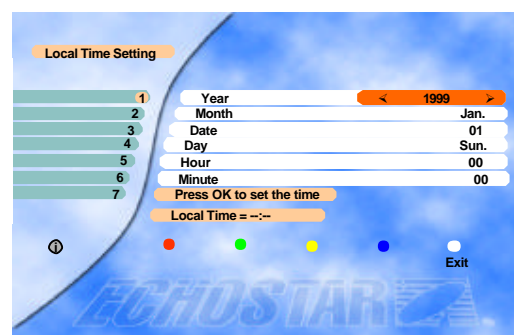 Local Time Setting
1 Year 1999
2 Month Jan.
3 Date 01
4 Day Sun.
5 Hour 00
6 Minute 00
7 Press OK to set the time
Local Time = --:--
i
Exit
ECHOSTAR